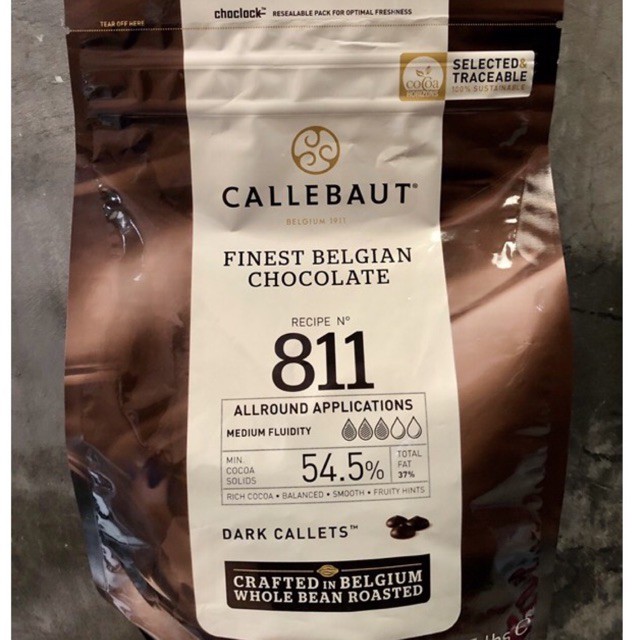 choclock™ RESEALABLE PACK FOR OPTIMAL FRESHNESS
TEAR OFF HERE
cocoa
HORIZONS
SELECTED&
TRACEABLE
100% SUSTAINABLE
CALLEBAUT®
BELGIUM 1911
FINEST BELGIAN
CHOCOLATE
RECIPE N°
811
ALLROUND APPLICATIONS
MEDIUM FLUIDITY
MIN.
COCOA
SOLIDS
54.5%
TOTAL
FAT
37%
RICH COCOA • BALANCED • SMOOTH • FRUITY HINTS
DARK CALLETS™
CRAFTED IN BELGIUM
WHOLE BEAN ROASTED